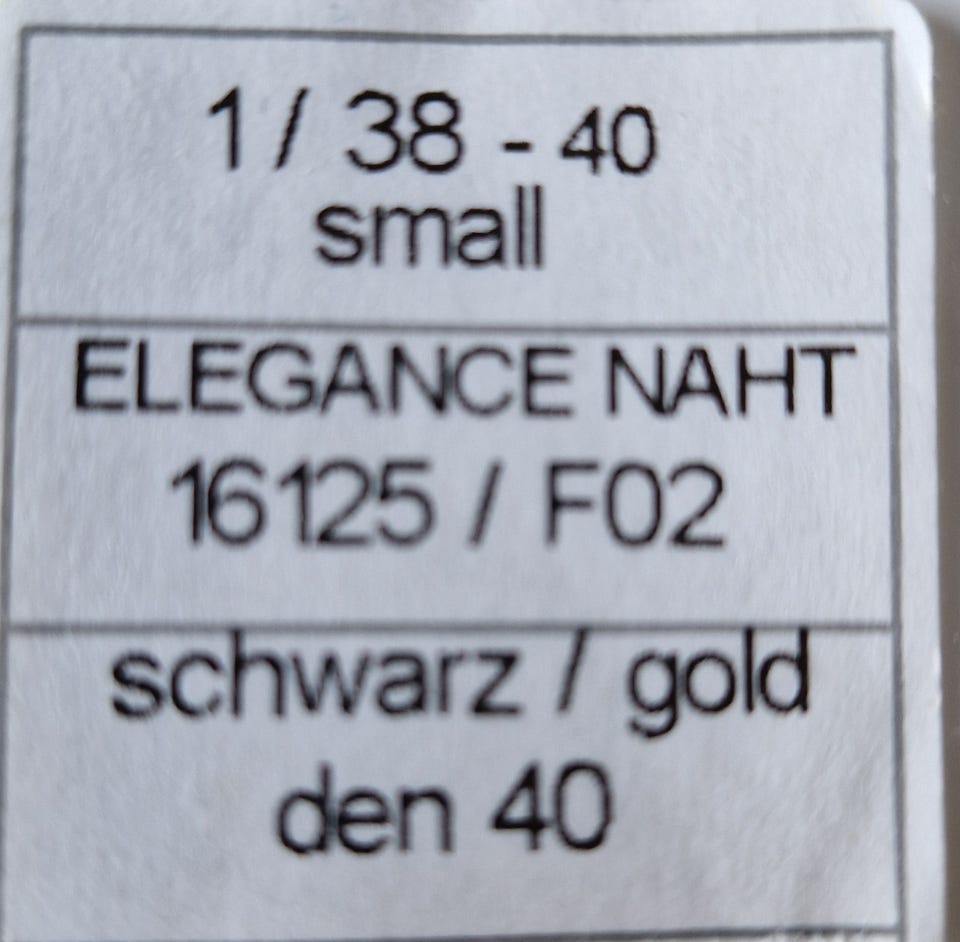 1 / 38 - 40
small
ELEGANCE NAHT
16125 / F02
schwarz / gold
den 40